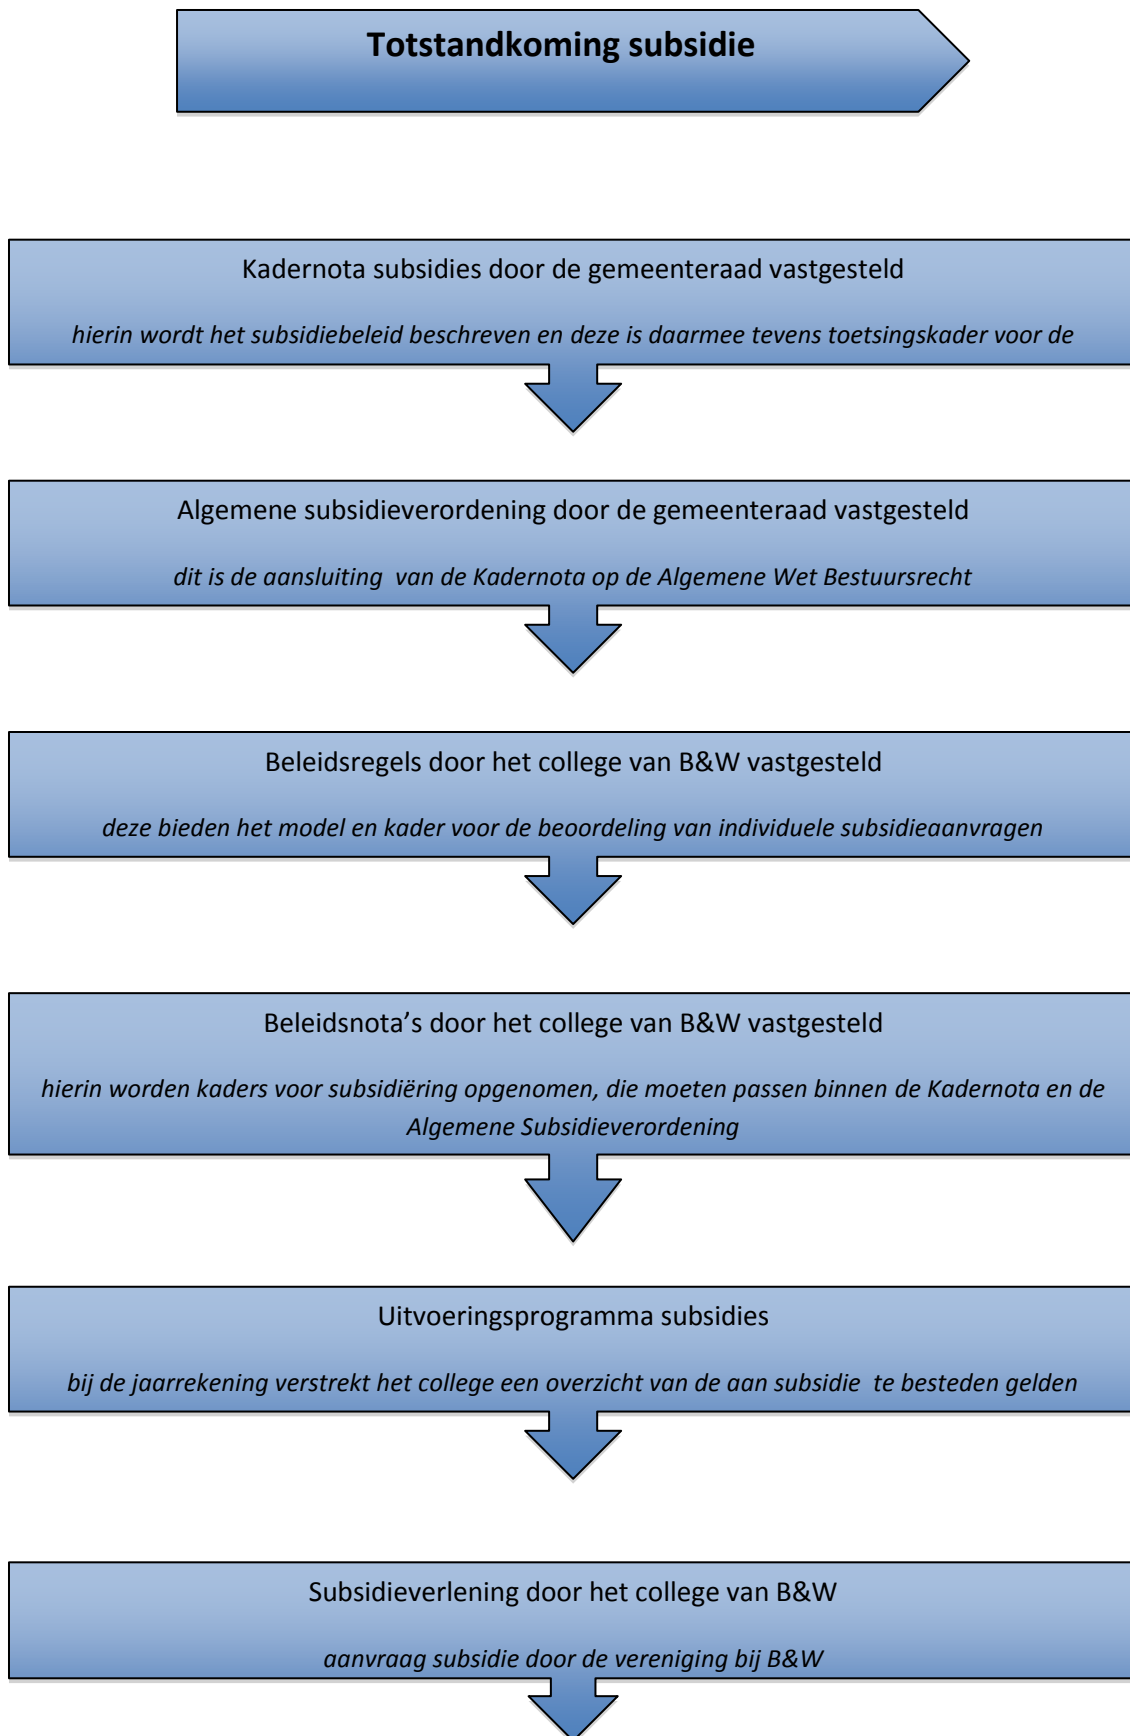 Totstandkoming subsidie
Kadernota subsidies door de gemeenteraad vastgesteld
hierin wordt het subsidiebeleid beschreven en deze is daarmee tevens toetsingskader voor de
Algemene subsidieverordening door de gemeenteraad vastgesteld
dit is de aansluiting van de Kadernota op de Algemene Wet Bestuursrecht
Beleidsregels door het college van B&W vastgesteld
deze bieden het model en kader voor de beoordeling van individuele subsidieaanvragen
Beleidsnota’s door het college van B&W vastgesteld
hierin worden kaders voor subsidiëring opgenomen, die moeten passen binnen de Kadernota en de
Algemene Subsidieverordening
Uitvoeringsprogramma subsidies
bij de jaarrekening verstrekt het college een overzicht van de aan subsidie te besteden gelden
Subsidieverlening door het college van B&W
aanvraag subsidie door de vereniging bij B&W